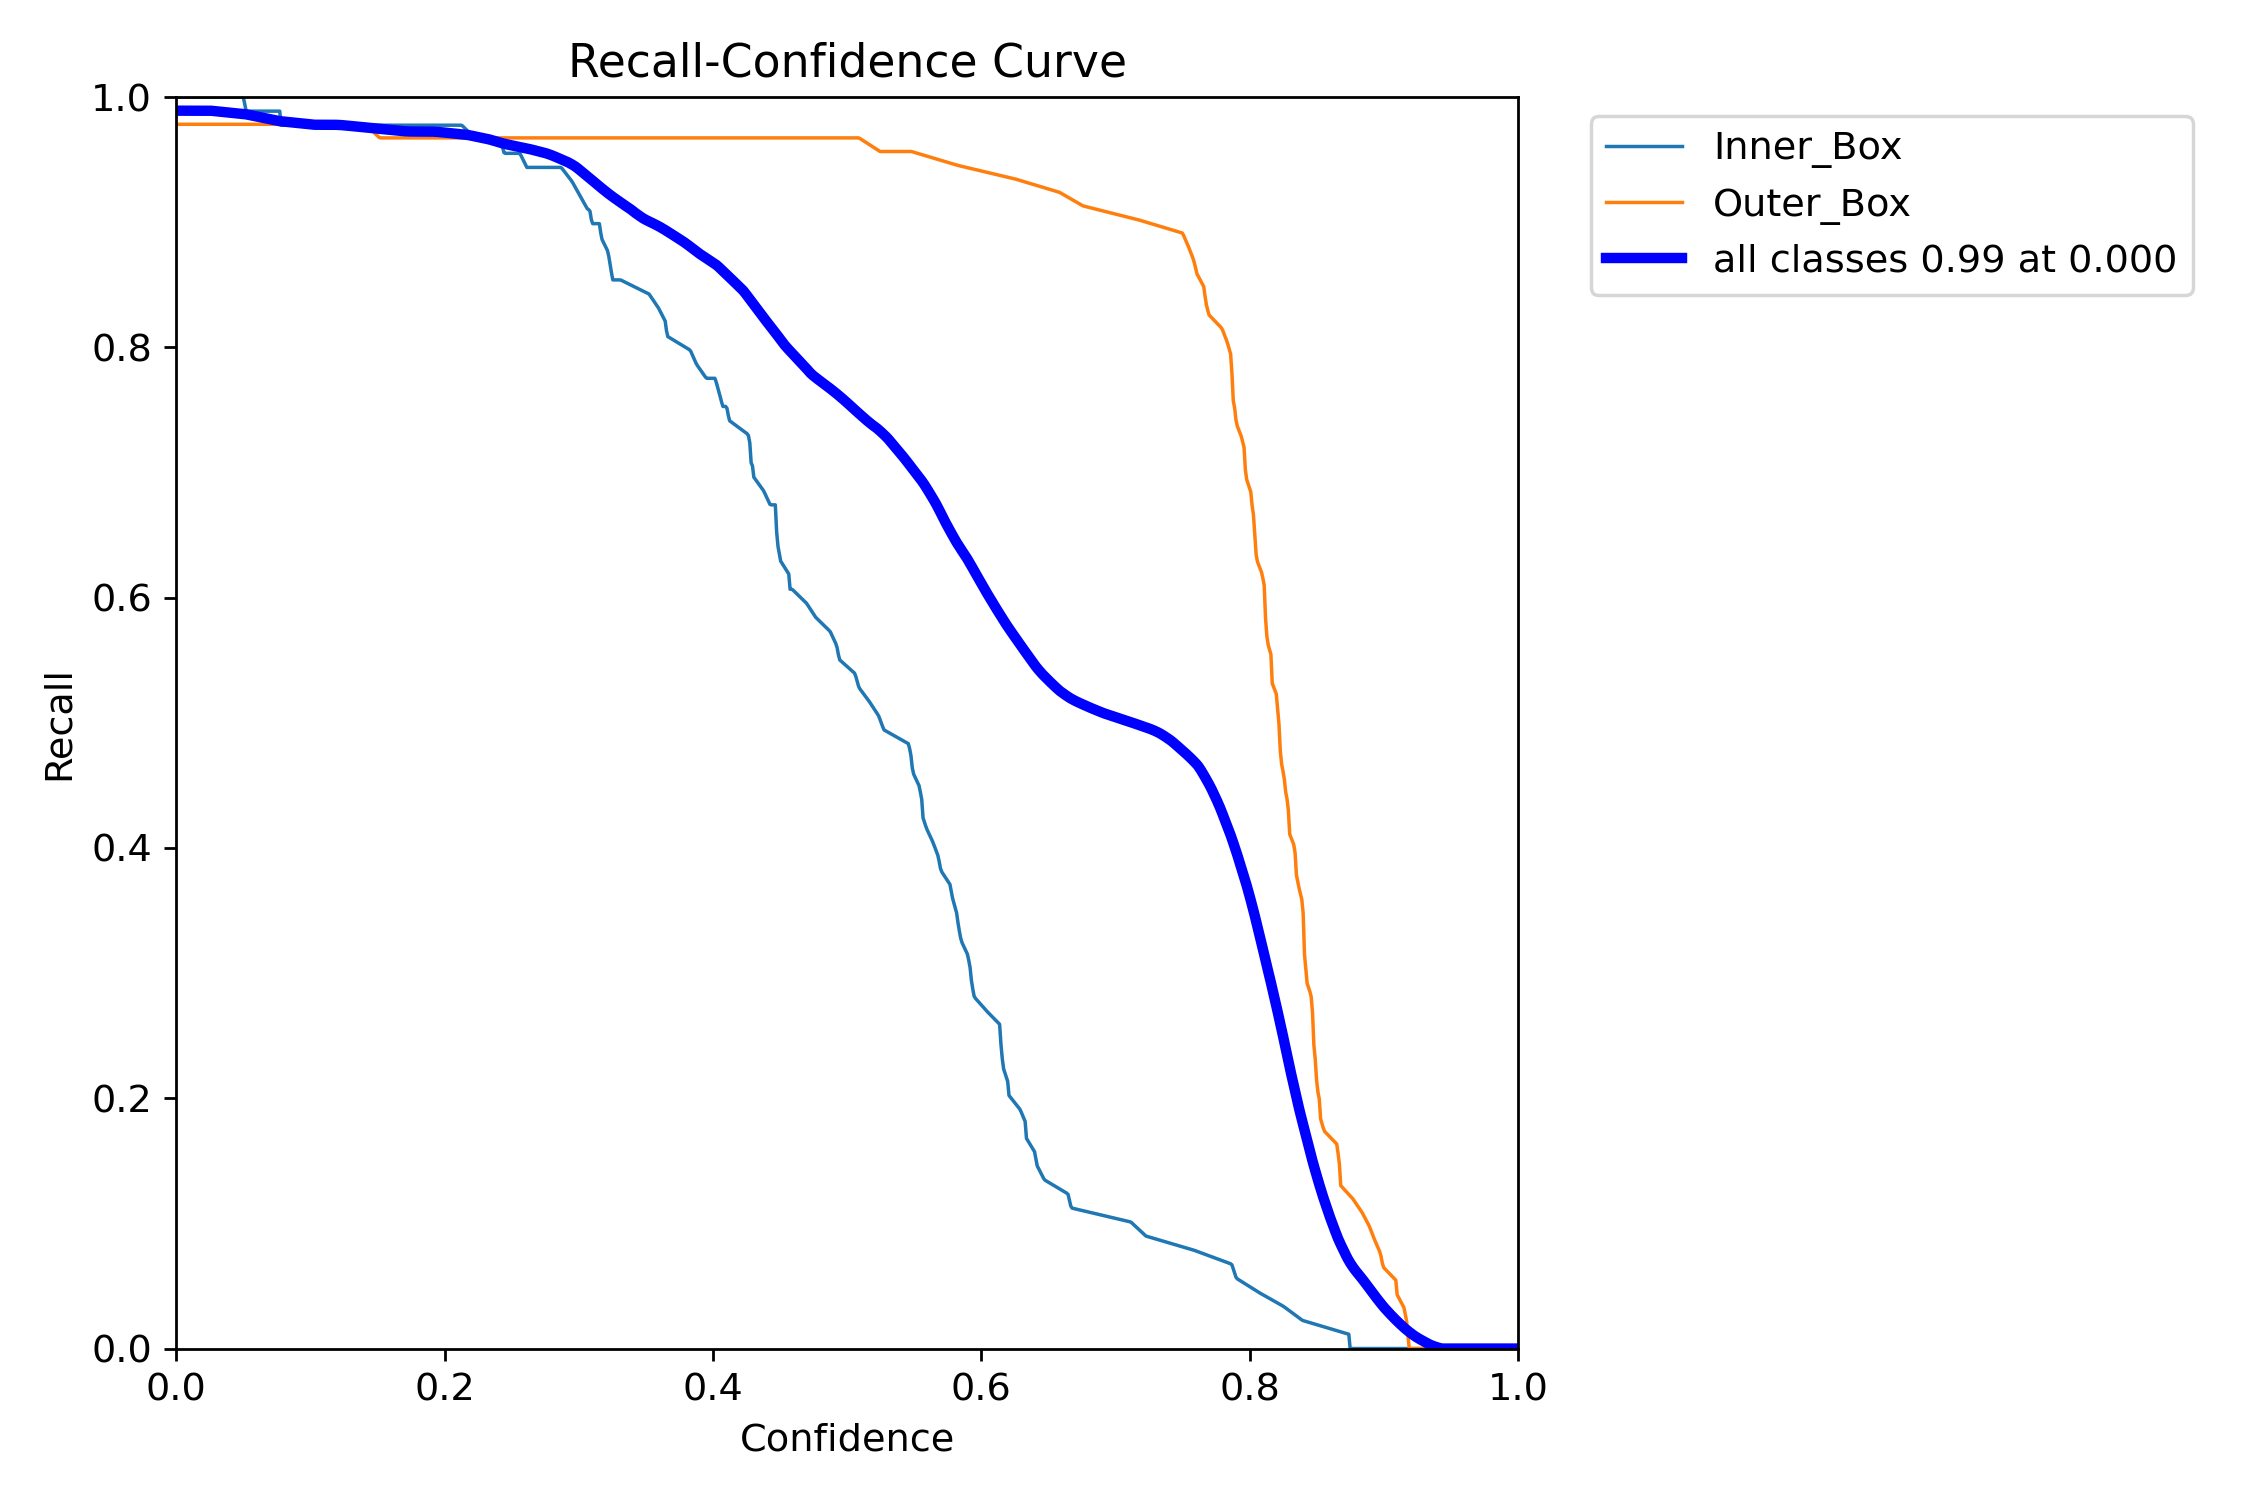 Recall-Confidence Curve
1.0
0.8
0.6
0.4
0.2
0.0
Recall
0.0 0.2 0.4 0.6 0.8 1.0
Confidence
Inner_Box
Outer_Box
all classes 0.99 at 0.000